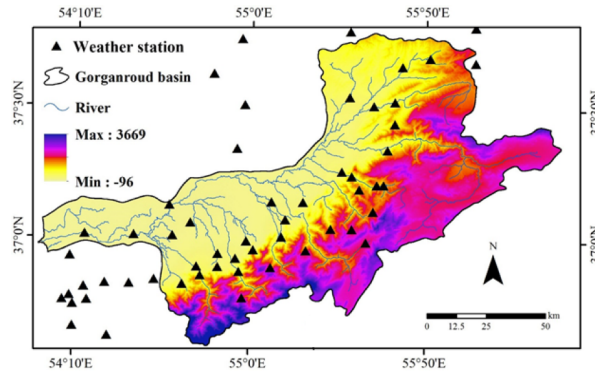 54°10'E 55°0'E 55°50'E
Weather station
Gorganroud basin
River
Max : 3669
Min : -96
37°30'N 37°30'N
37°0'N 37°0'N
N
km
0 12.5 25 50
54°10'E 55°0'E 55°50'E